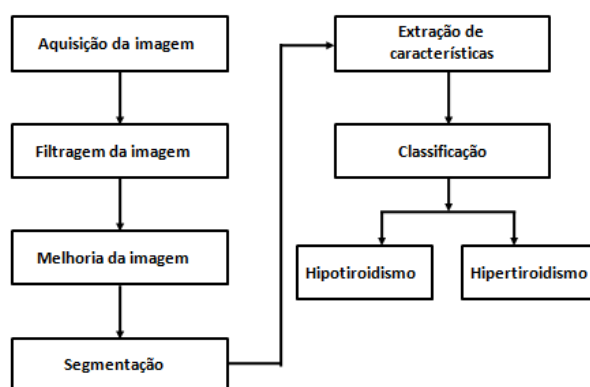 Aquisição da imagem
Filtragem da imagem
Melhoria da imagem
Segmentação
Extração de
características
Classificação
Hipotiroidismo
Hipertiroidismo